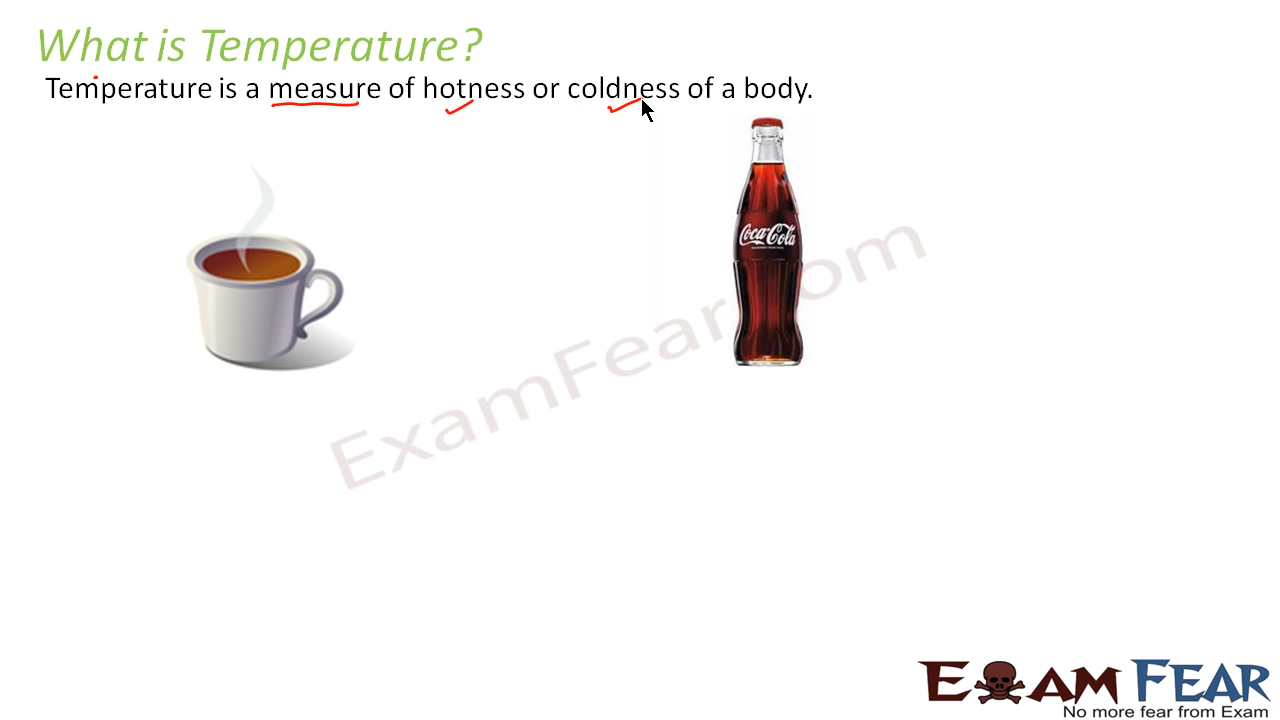 What is Temperature?
Temperature is a measure of hotness or coldness of a body.
Coca-Cola
ExamFear.com
EXAM FEAR
No more fear from Exam